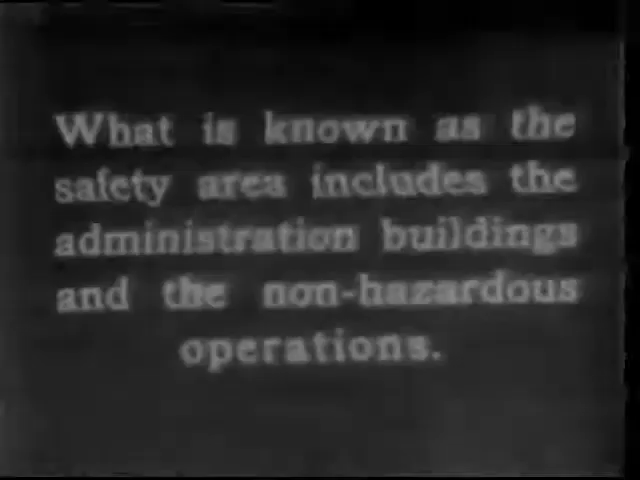 What is known as the
safety area includes the
administration buildings
and the non-hazardous
operations.